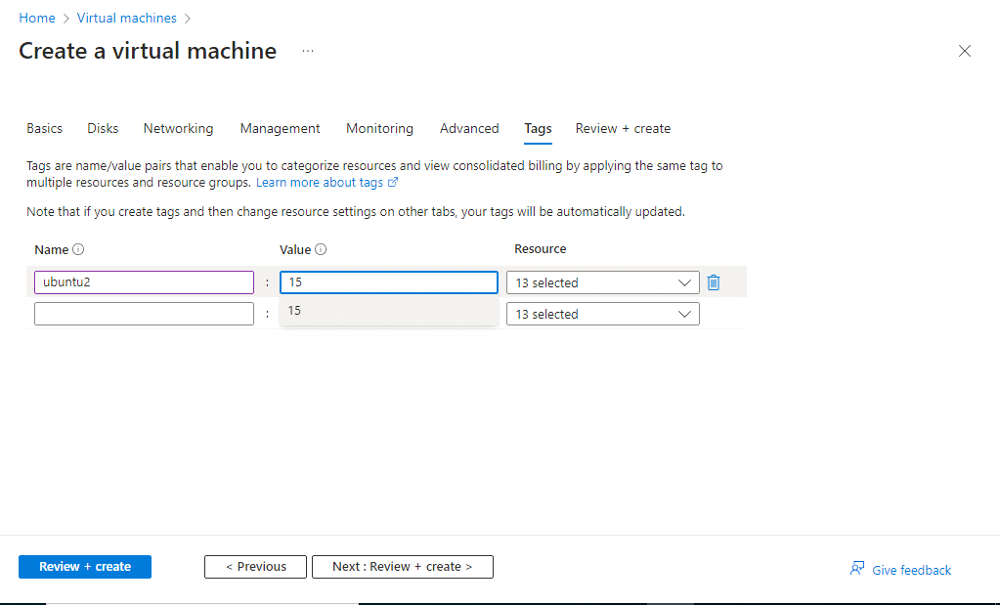 Home > Virtual machines >
Create a virtual machine ...
Basics Disks Networking Management Monitoring Advanced Tags Review + create
Tags are name/value pairs that enable you to categorize resources and view consolidated billing by applying the same tag to
multiple resources and resource groups. Learn more about tags
Note that if you create tags and then change resource settings on other tabs, your tags will be automatically updated.
Name Value Resource
ubuntu2 : 15 13 selected
15
: 13 selected
Review + create < Previous Next : Review + create > Give feedback